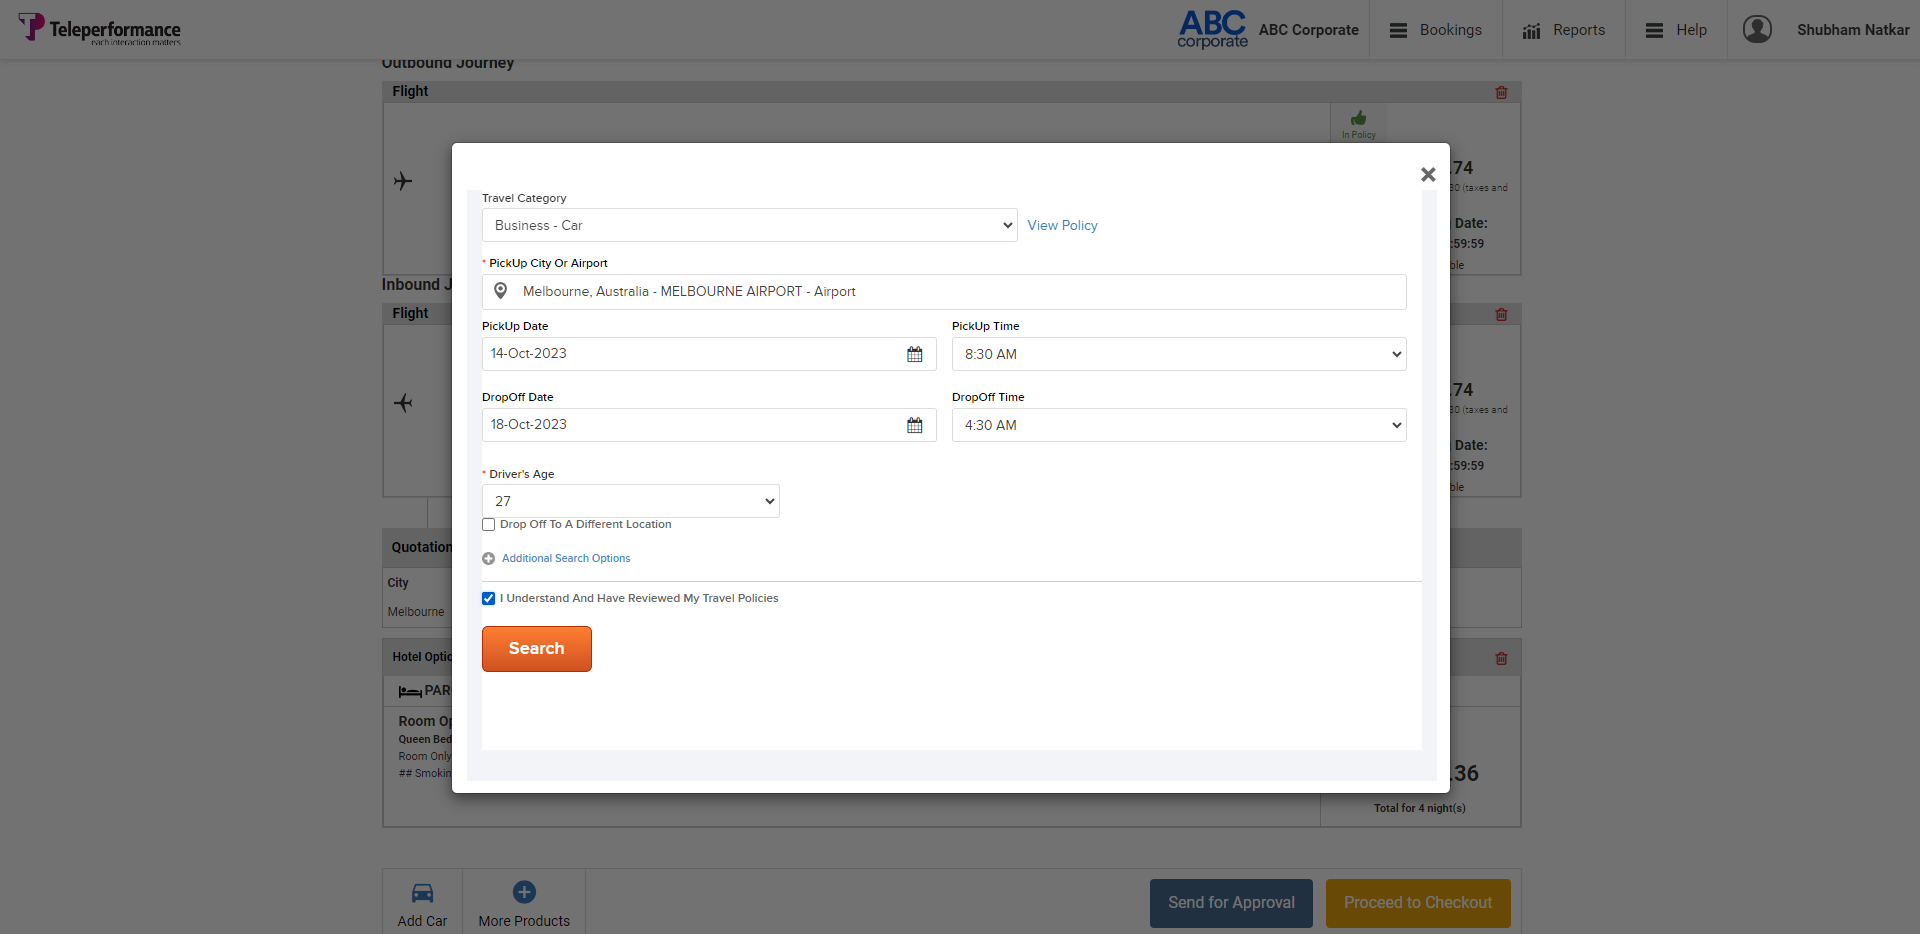 Teleperformance
each interaction matters
ABC
corporate
ABC Corporate
Bookings
Reports
Help
Shubham Natkar
Outbound Journey
Flight
In Policy
.74
30 (taxes and
Date:
:59:59
ble
Travel Category
Business - Car
View Policy
* PickUp City Or Airport
Melbourne, Australia - MELBOURNE AIRPORT - Airport
PickUp Date
PickUp Time
14-Oct-2023
8:30 AM
DropOff Date
DropOff Time
18-Oct-2023
4:30 AM
* Driver's Age
27
Drop Off To A Different Location
Additional Search Options
I Understand And Have Reviewed My Travel Policies
Search
Inbound J
Flight
.74
30 (taxes and
Date:
:59:59
ble
Quotation
City
Melbourne
Hotel Optio
PAR
Room Op
Queen Bed
Room Only
## Smokin
.36
Total for 4 night(s)
Add Car
More Products
Send for Approval
Proceed to Checkout